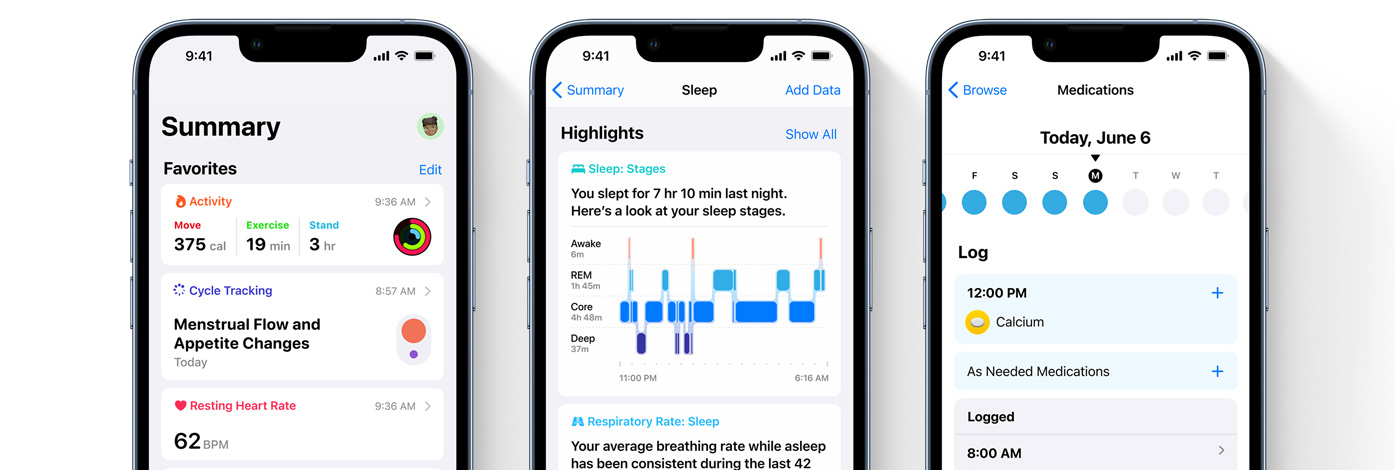 9:41
Summary
Favorites
Edit
Activity
9:36 AM
Move
375 cal
Exercise
19 min
Stand
3 hr
Cycle Tracking
8:57 AM
Menstrual Flow and
Appetite Changes
Today
Resting Heart Rate
9:36 AM
62 BPM
9:41
Summary
Sleep
Add Data
Highlights
Show All
Sleep: Stages
You slept for 7 hr 10 min last night.
Here’s a look at your sleep stages.
Awake
6m
REM
1h 45m
Core
4h 48m
Deep
37m
11:00 PM
6:16 AM
Respiratory Rate: Sleep
Your average breathing rate while asleep
has been consistent during the last 42
9:41
Browse
Medications
Today, June 6
F S S M T W T
Log
12:00 PM
Calcium
As Needed Medications
Logged
8:00 AM